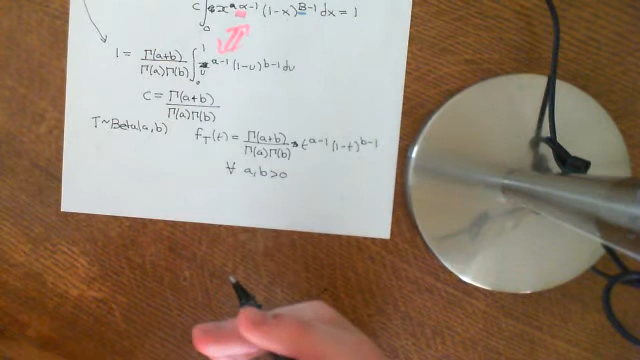 C ∫₀ x^{α-1} (1-x)^{B-1} dx = 1
1 = Γ(a+b)/Γ(a)Γ(b) ∫₀¹ u^{a-1} (1-u)^{b-1} du
C = Γ(a+b)/Γ(a)Γ(b)
T~Beta(a,b) f_T(t) = Γ(a+b)/Γ(a)Γ(b) t^{a-1} (1-t)^{b-1}
∀ a,b>0